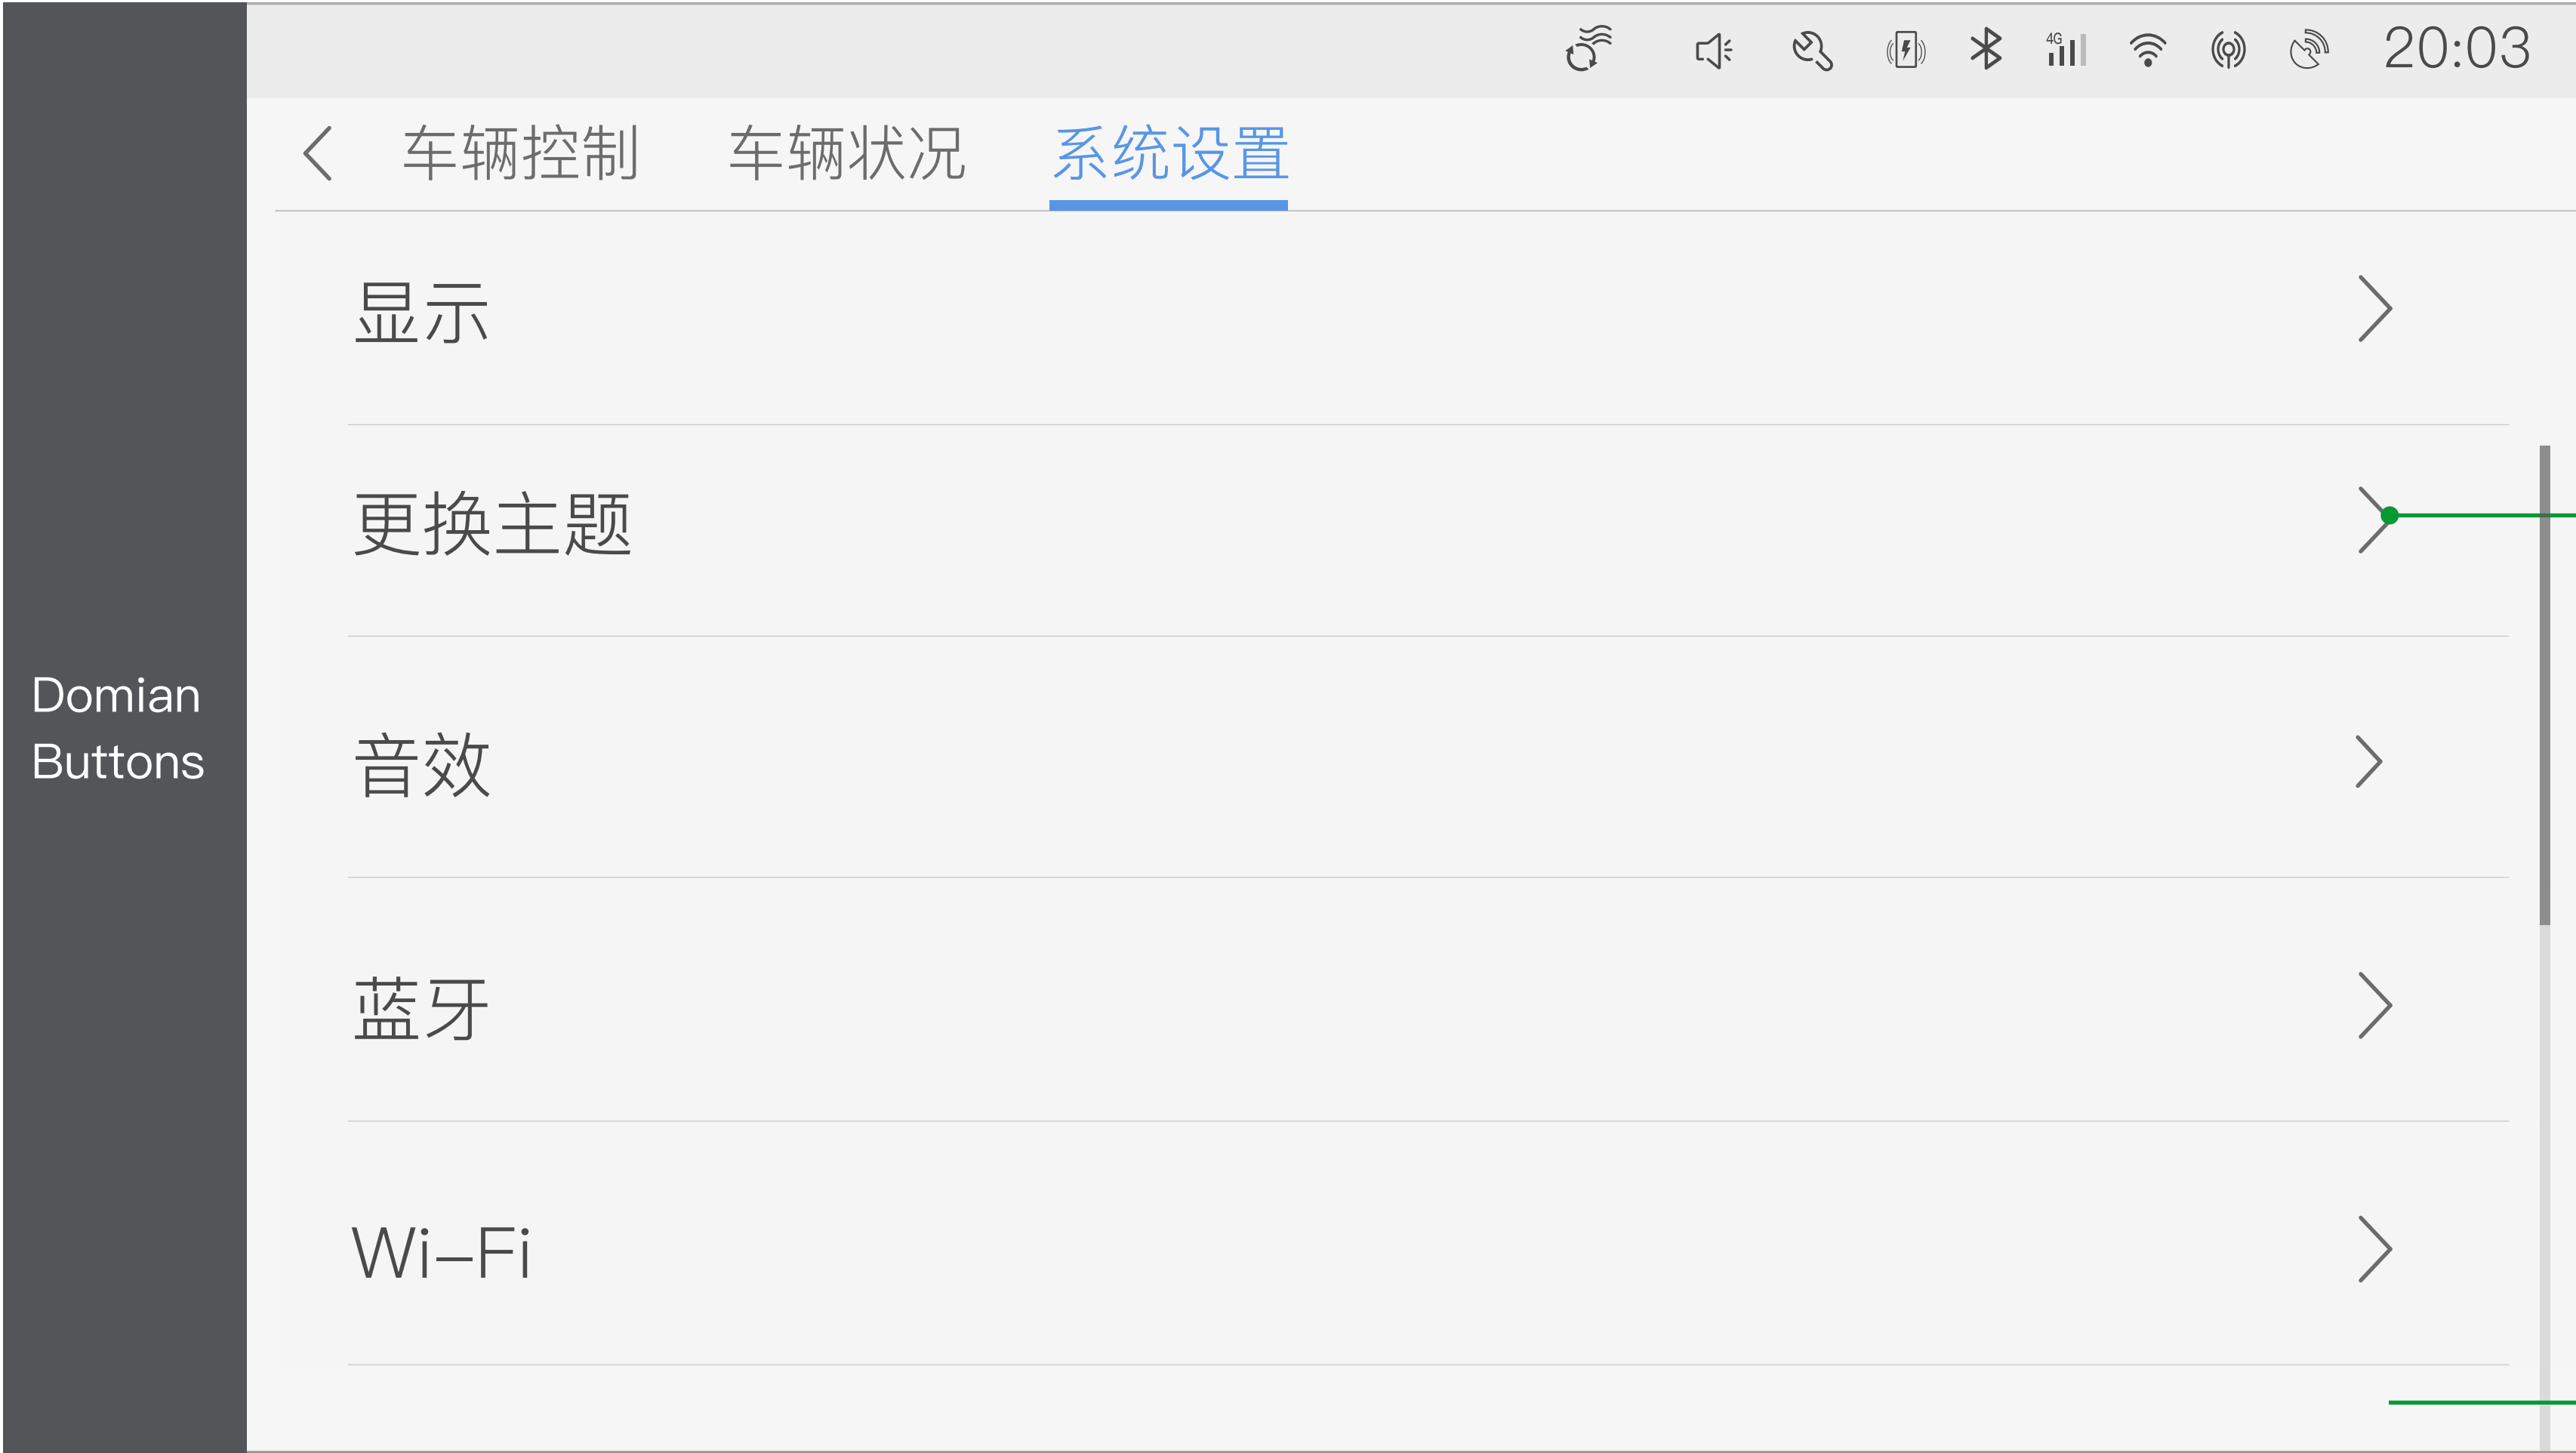 4G
20:03
车辆控制 车辆状况 系统设置
显示
更换主题
Domian
Buttons
音效
蓝牙
Wi–Fi